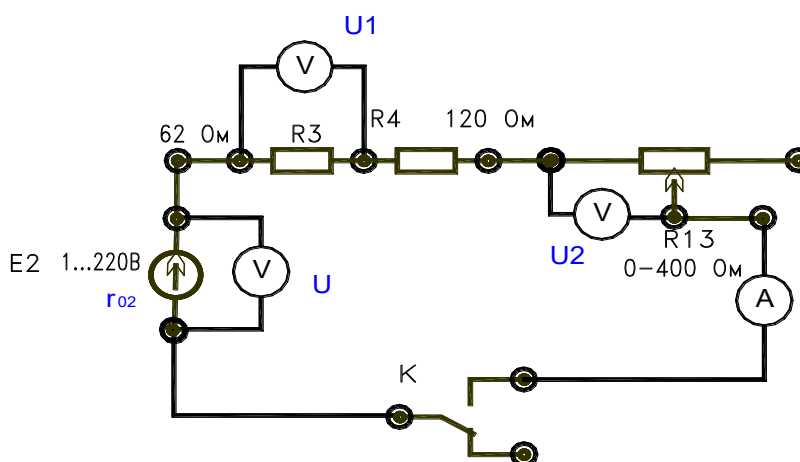 U1
V
62 Ом
R3
R4
120 Ом
V
R13
0-400 Ом
U2
E2 1...220В
r02
V
U
A
K